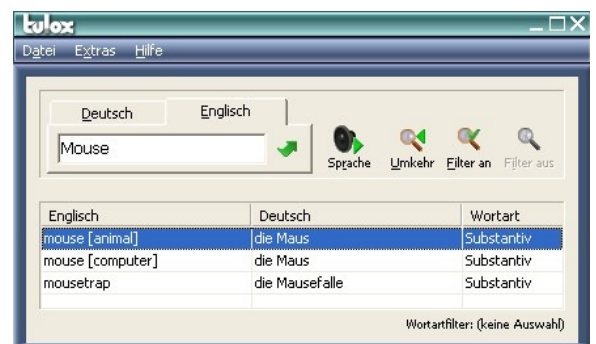 tulox
Datei Extras Hilfe
Deutsch Englisch
Mouse
Sprache Umkehr Filter an Filter aus
Englisch Deutsch Wortart
mouse [animal] die Maus Substantiv
mouse [computer] die Maus Substantiv
mousetrap die Mausefalle Substantiv
Wortartfilter: (keine Auswahl)